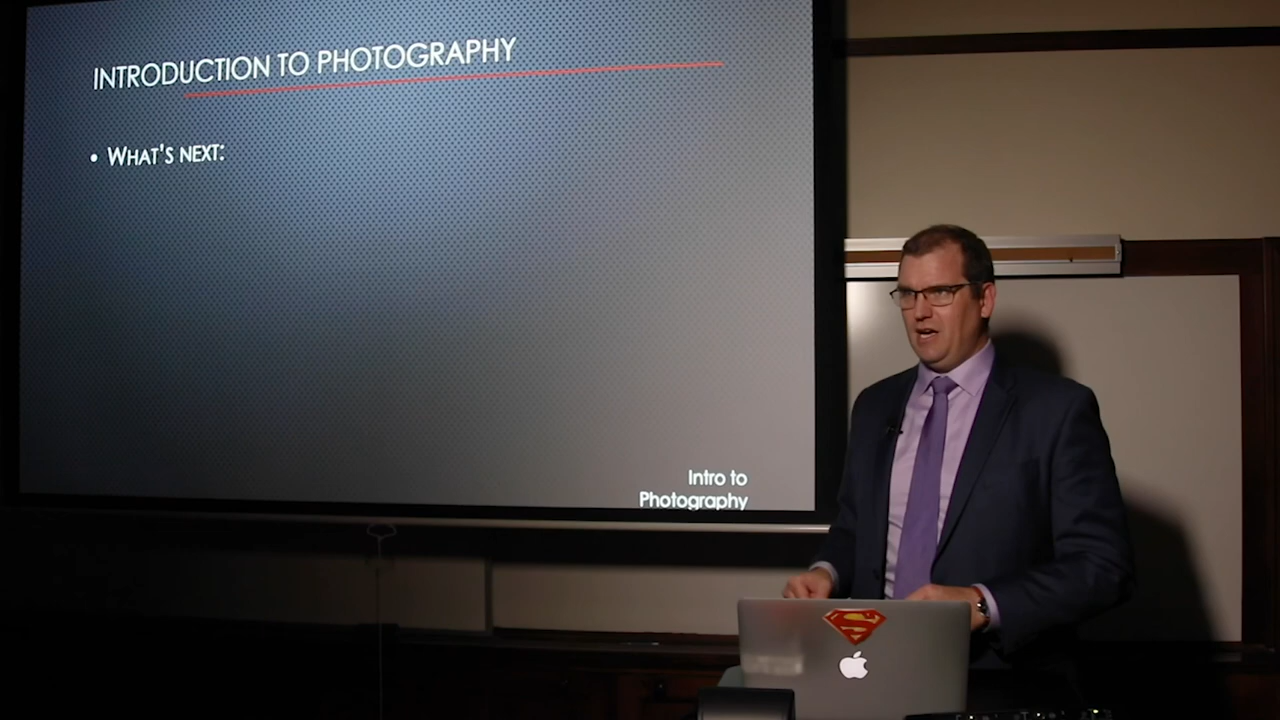 INTRODUCTION TO PHOTOGRAPHY
• WHAT'S NEXT:
Intro to
Photography